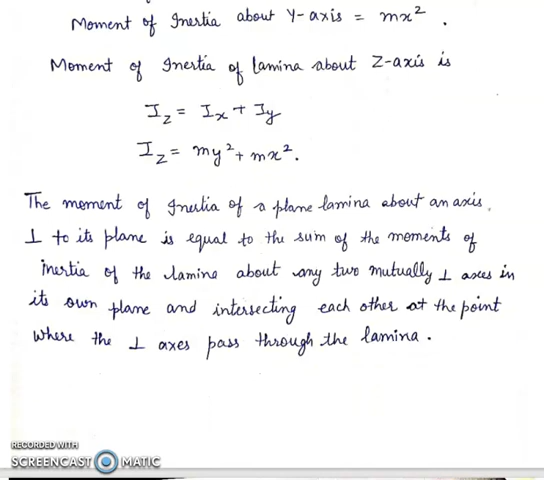 Moment of Inertia about Y-axis = mx².
Moment of Inertia of lamina about Z-axis is
I_z = I_x + I_y
I_z = my² + mx².
The moment of Inertia of a plane lamina about an axis,
⊥ to its plane is equal to the sum of the moments of
inertia of the lamina about any two mutually ⊥ axes in
its own plane and intersecting each other at the point
where the ⊥ axes pass through the lamina.
RECORDED WITH
SCREENCAST MATIC